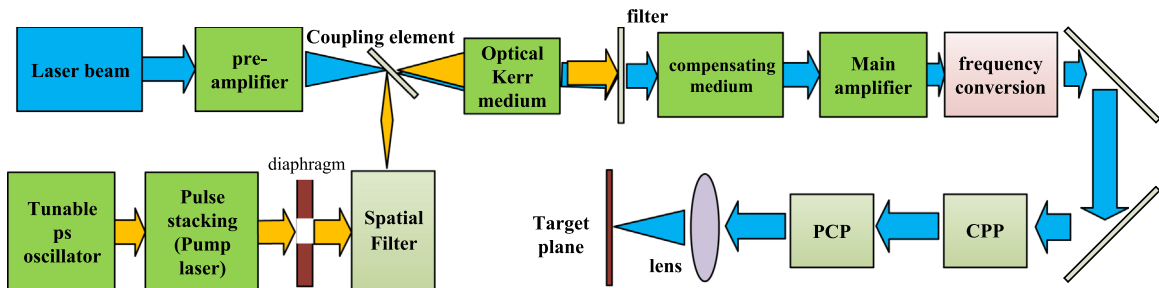 Laser beam
pre-
amplifier
Coupling element
Optical
Kerr
medium
filter
compensating
medium
Main
amplifier
frequency
conversion
Tunable
ps
oscillator
Pulse
stacking
(Pump
laser)
diaphragm
Spatial
Filter
Target
plane
lens
PCP
CPP